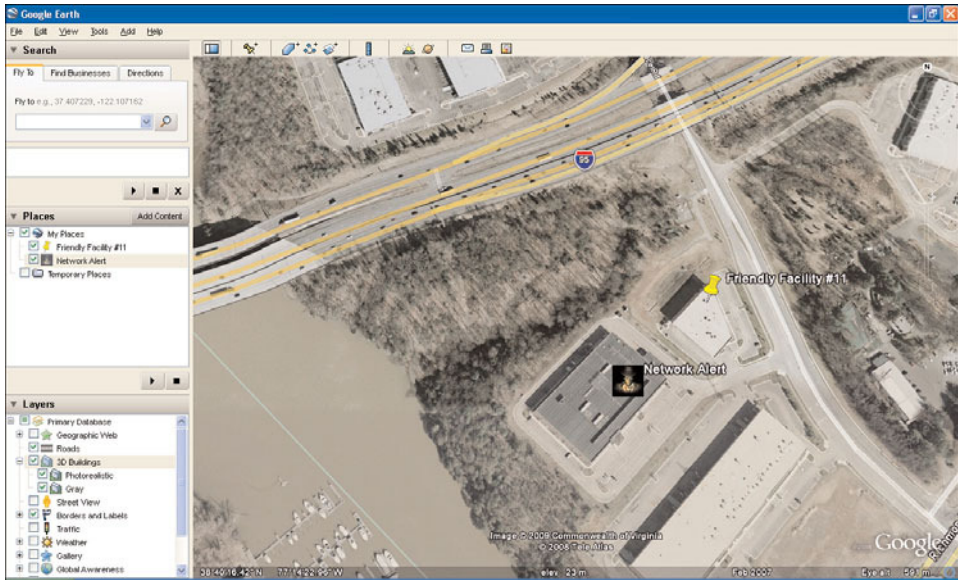 Google Earth
File Edit View Tools Add Help
Search
Fly To Find Businesses Directions
Fly to e.g., 37 407229, -122 107162
Places Add Content
My Places
Friendly Facility #11
Network Alert
Temporary Places
Layers
Primary Database
Geographic Web
Roads
3D Buildings
Photorealistic
Gray
Street View
Borders and Labels
Traffic
Weather
Gallery
Global Awareness
N
95
Friendly Facility #11
Network Alert
Image © 2009 Commonwealth of Virginia
© 2008 Tele Atlas
Google
elev 23 m
Feb 2007
Eye alt